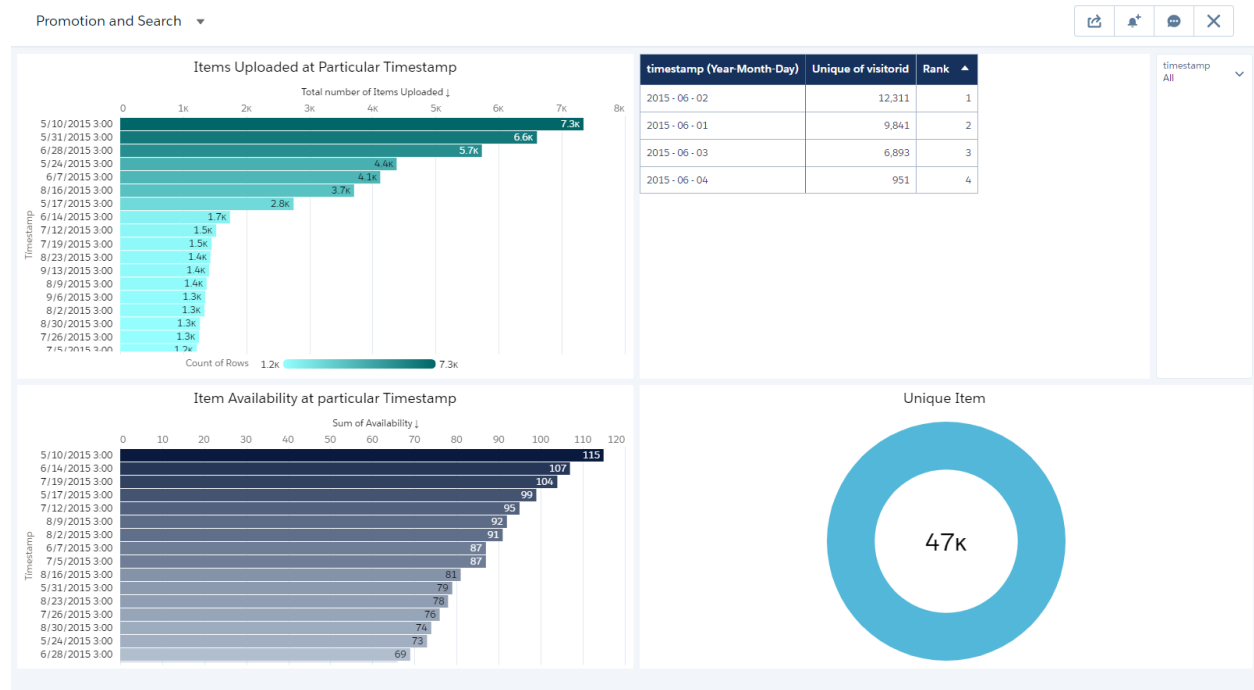 Promotion and Search
Items Uploaded at Particular Timestamp
Total number of Items Uploaded ↓
0 1K 2K 3K 4K 5K 6K 7K 8K
Timestamp
5/10/2015 3:00 7.3K
5/31/2015 3:00 6.6K
6/28/2015 3:00 5.7K
5/24/2015 3:00 4.4K
6/7/2015 3:00 4.1K
8/16/2015 3:00 3.7K
5/17/2015 3:00 2.8K
6/14/2015 3:00 1.7K
7/12/2015 3:00 1.5K
7/19/2015 3:00 1.5K
8/23/2015 3:00 1.4K
9/13/2015 3:00 1.4K
8/9/2015 3:00 1.4K
9/6/2015 3:00 1.3K
8/2/2015 3:00 1.3K
8/30/2015 3:00 1.3K
7/26/2015 3:00 1.3K
7/5/2015 3:00 1.2K
Count of Rows 1.2K 7.3K
timestamp (Year-Month-Day) Unique of visitorid Rank
2015 - 06 - 02 12,311 1
2015 - 06 - 01 9,841 2
2015 - 06 - 03 6,893 3
2015 - 06 - 04 951 4
timestamp
All
Item Availability at particular Timestamp
Sum of Availability ↓
0 10 20 30 40 50 60 70 80 90 100 110 120
Timestamp
5/10/2015 3:00 115
6/14/2015 3:00 107
7/19/2015 3:00 104
5/17/2015 3:00 99
7/12/2015 3:00 95
8/9/2015 3:00 92
8/2/2015 3:00 91
6/7/2015 3:00 87
7/5/2015 3:00 87
8/16/2015 3:00 81
5/31/2015 3:00 79
8/23/2015 3:00 78
7/26/2015 3:00 76
8/30/2015 3:00 74
5/24/2015 3:00 73
6/28/2015 3:00 69
Unique Item
47K